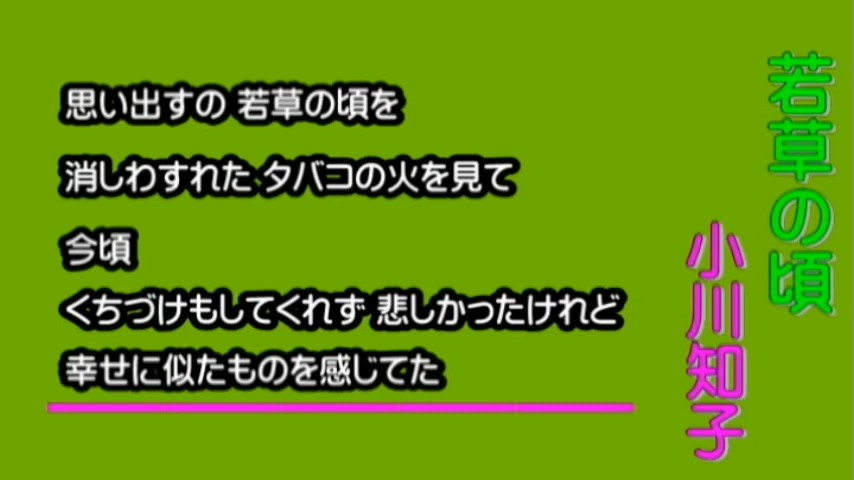 若草の頃
小川知子
思い出すの 若草の頃を
消しわすれた タバコの火を見て
今頃
くちづけもしてくれず 悲しかったけれど
幸せに似たものを感じてた